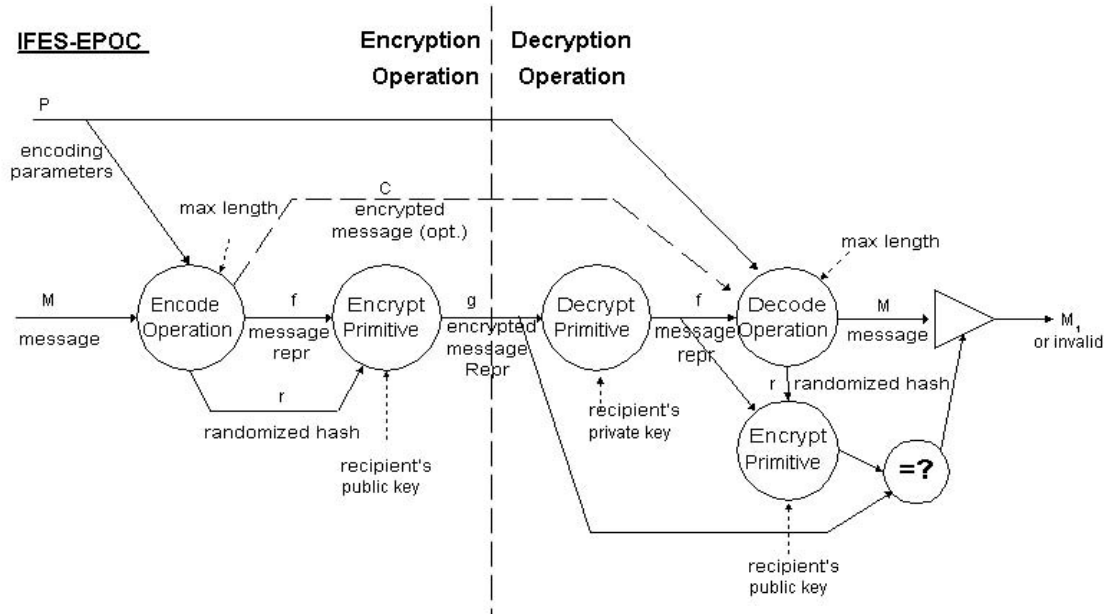 IFES-EPOC
Encryption
Operation
Decryption
Operation
P
encoding
parameters
max length
C
encrypted
message (opt.)
max length
M
message
Encode
Operation
f
message
repr
Encrypt
Primitive
g
encrypted
message
Repr
Decrypt
Primitive
f
message
repr
Decode
Operation
M
message
M,
or invalid
r
randomized hash
r
randomized hash
recipient's
public key
recipient's
private key
Encrypt
Primitive
=?
recipient's
public key